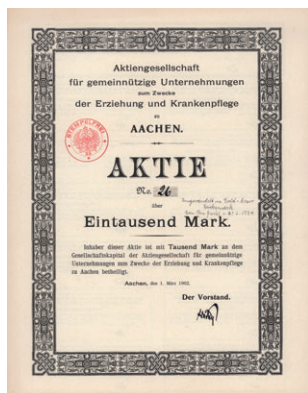 Aktiengesellschaft
für gemeinnützige Unternehmungen
zum Zwecke
der Erziehung und Krankenpflege
zu
AACHEN.
STEMPELFREI
AKTIE
No. 26
über
Eintausend Mark.
Inhaber dieser Aktie ist mit Tausend Mark an dem
Gesellschaftskapital der Aktiengesellschaft für gemeinnützige
Unternehmungen zum Zwecke der Erziehung und Krankenpflege
zu Aachen beteiligt.
Aachen, den 1. März 1902.
Der Vorstand.